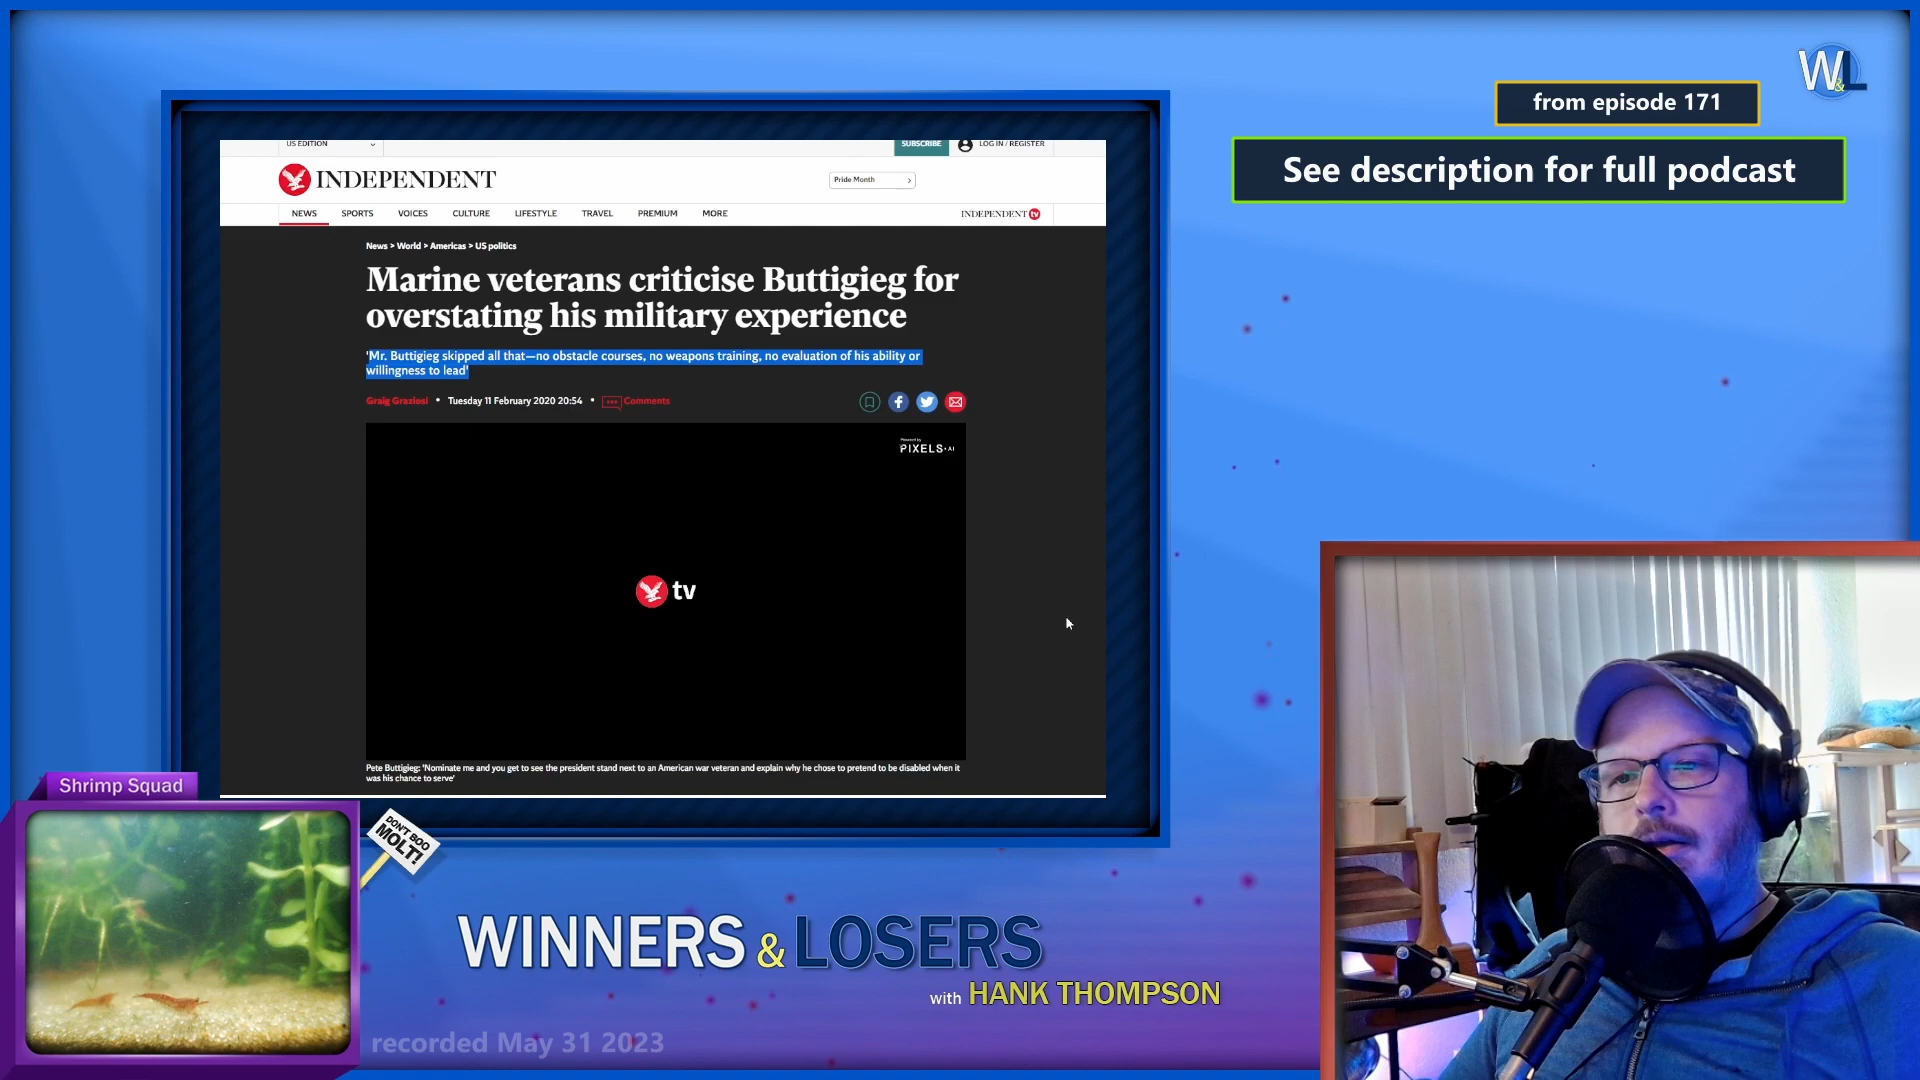 W&L
from episode 171
See description for full podcast
US EDITION
SUBSCRIBE
LOG IN / REGISTER
INDEPENDENT
Pride Month
NEWS SPORTS VOICES CULTURE LIFESTYLE TRAVEL PREMIUM MORE
INDEPENDENT tv
News > World > Americas > US politics
Marine veterans criticise Buttigieg for
overstating his military experience
'Mr. Buttigieg skipped all that—no obstacle courses, no weapons training, no evaluation of his ability or
willingness to lead'
Graig Graziosi • Tuesday 11 February 2020 20:54 • Comments
Powered by
PIXELS·AI
tv
Pete Buttigieg: 'Nominate me and you get to see the president stand next to an American war veteran and explain why he chose to pretend to be disabled when it
was his chance to serve'
Shrimp Squad
DON'T BOO
MOLT!
WINNERS & LOSERS
with HANK THOMPSON
recorded May 31 2023